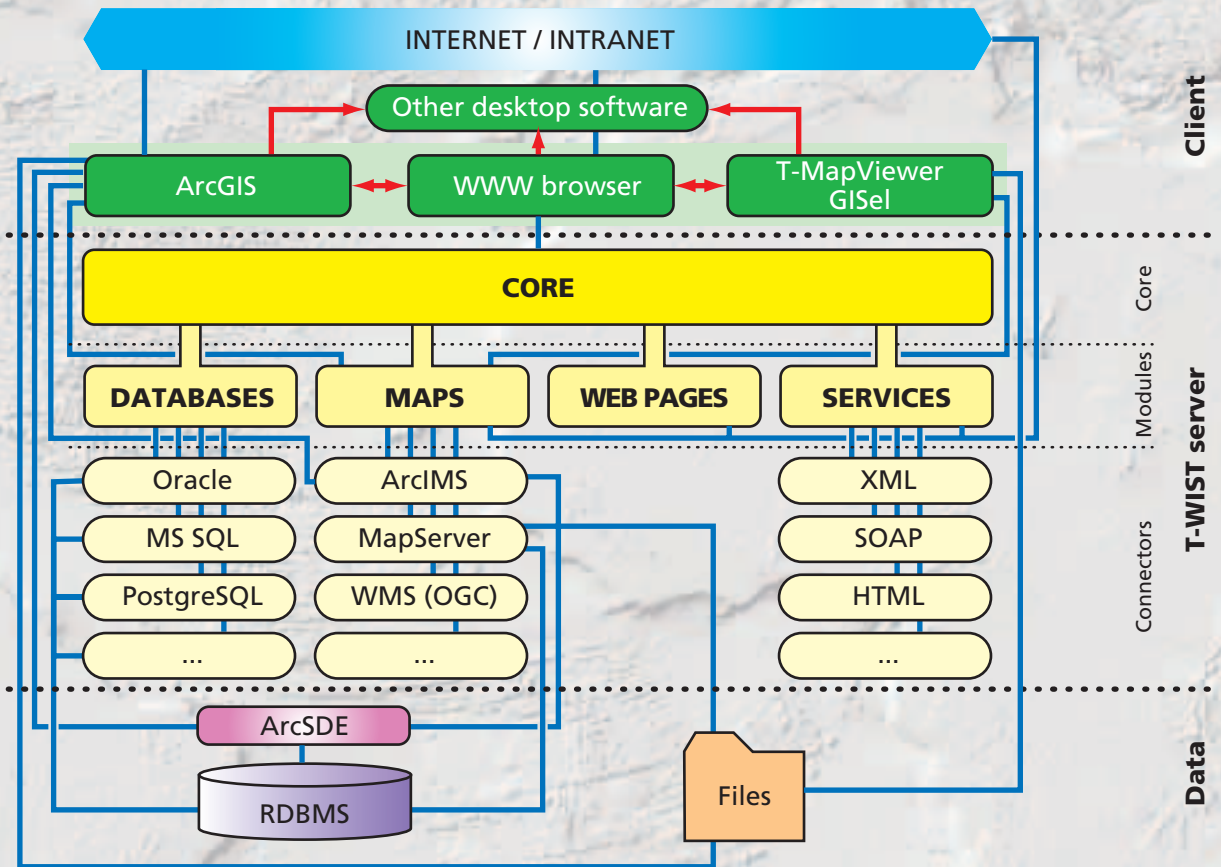 INTERNET / INTRANET
Other desktop software
ArcGIS
WWW browser
T-MapViewer
GISel
Client
CORE
Core
DATABASES
MAPS
WEB PAGES
SERVICES
Modules
T-WIST server
Oracle
ArcIMS
XML
MS SQL
MapServer
SOAP
PostgreSQL
WMS (OGC)
HTML
...
...
...
Connectors
ArcSDE
RDBMS
Files
Data